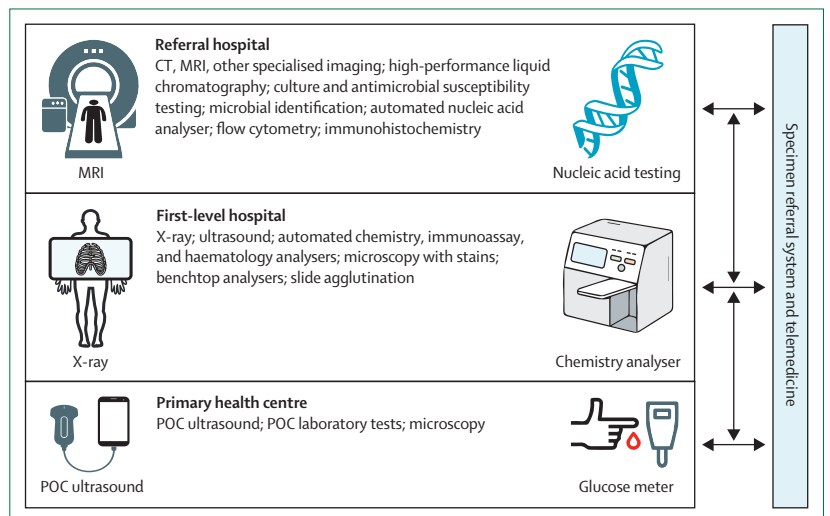 Referral hospital
CT, MRI, other specialised imaging; high-performance liquid
chromatography; culture and antimicrobial susceptibility
testing; microbial identification; automated nucleic acid
analyser; flow cytometry; immunohistochemistry
MRI
Nucleic acid testing
First-level hospital
X-ray; ultrasound; automated chemistry, immunoassay,
and haematology analysers; microscopy with stains;
benchtop analysers; slide agglutination
X-ray
Chemistry analyser
Primary health centre
POC ultrasound; POC laboratory tests; microscopy
POC ultrasound
Glucose meter
Specimen referral system and telemedicine